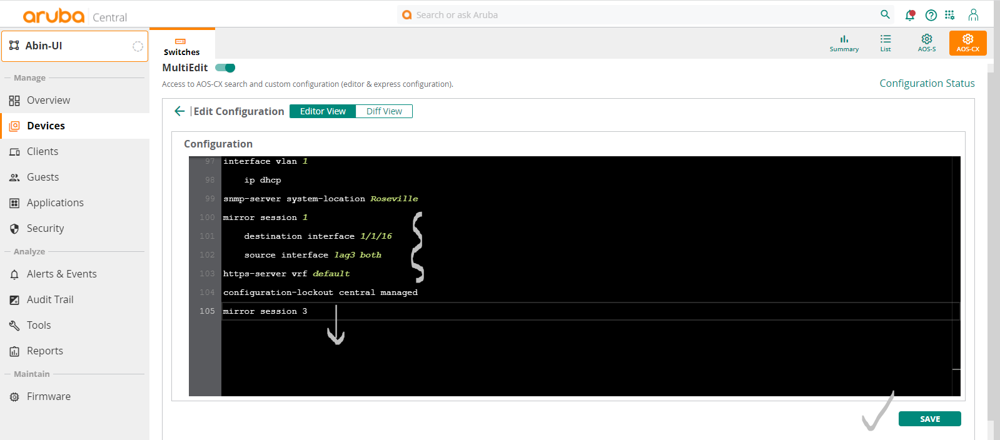 aruba Central
Search or ask Aruba
Abin-UI
Switches
Summary
List
AOS-S
AOS-CX
MultiEdit
Access to AOS-CX search and custom configuration (editor & express configuration).
Configuration Status
Manage
Overview
Devices
Clients
Guests
Applications
Security
Analyze
Alerts & Events
Audit Trail
Tools
Reports
Maintain
Firmware
Edit Configuration
Editor View
Diff View
Configuration
97 interface vlan 1
98 ip dhcp
99 snmp-server system-location Roseville
100 mirror session 1
101 destination interface 1/1/16
102 source interface lag3 both
103 https-server vrf default
104 configuration-lockout central managed
105 mirror session 3
SAVE